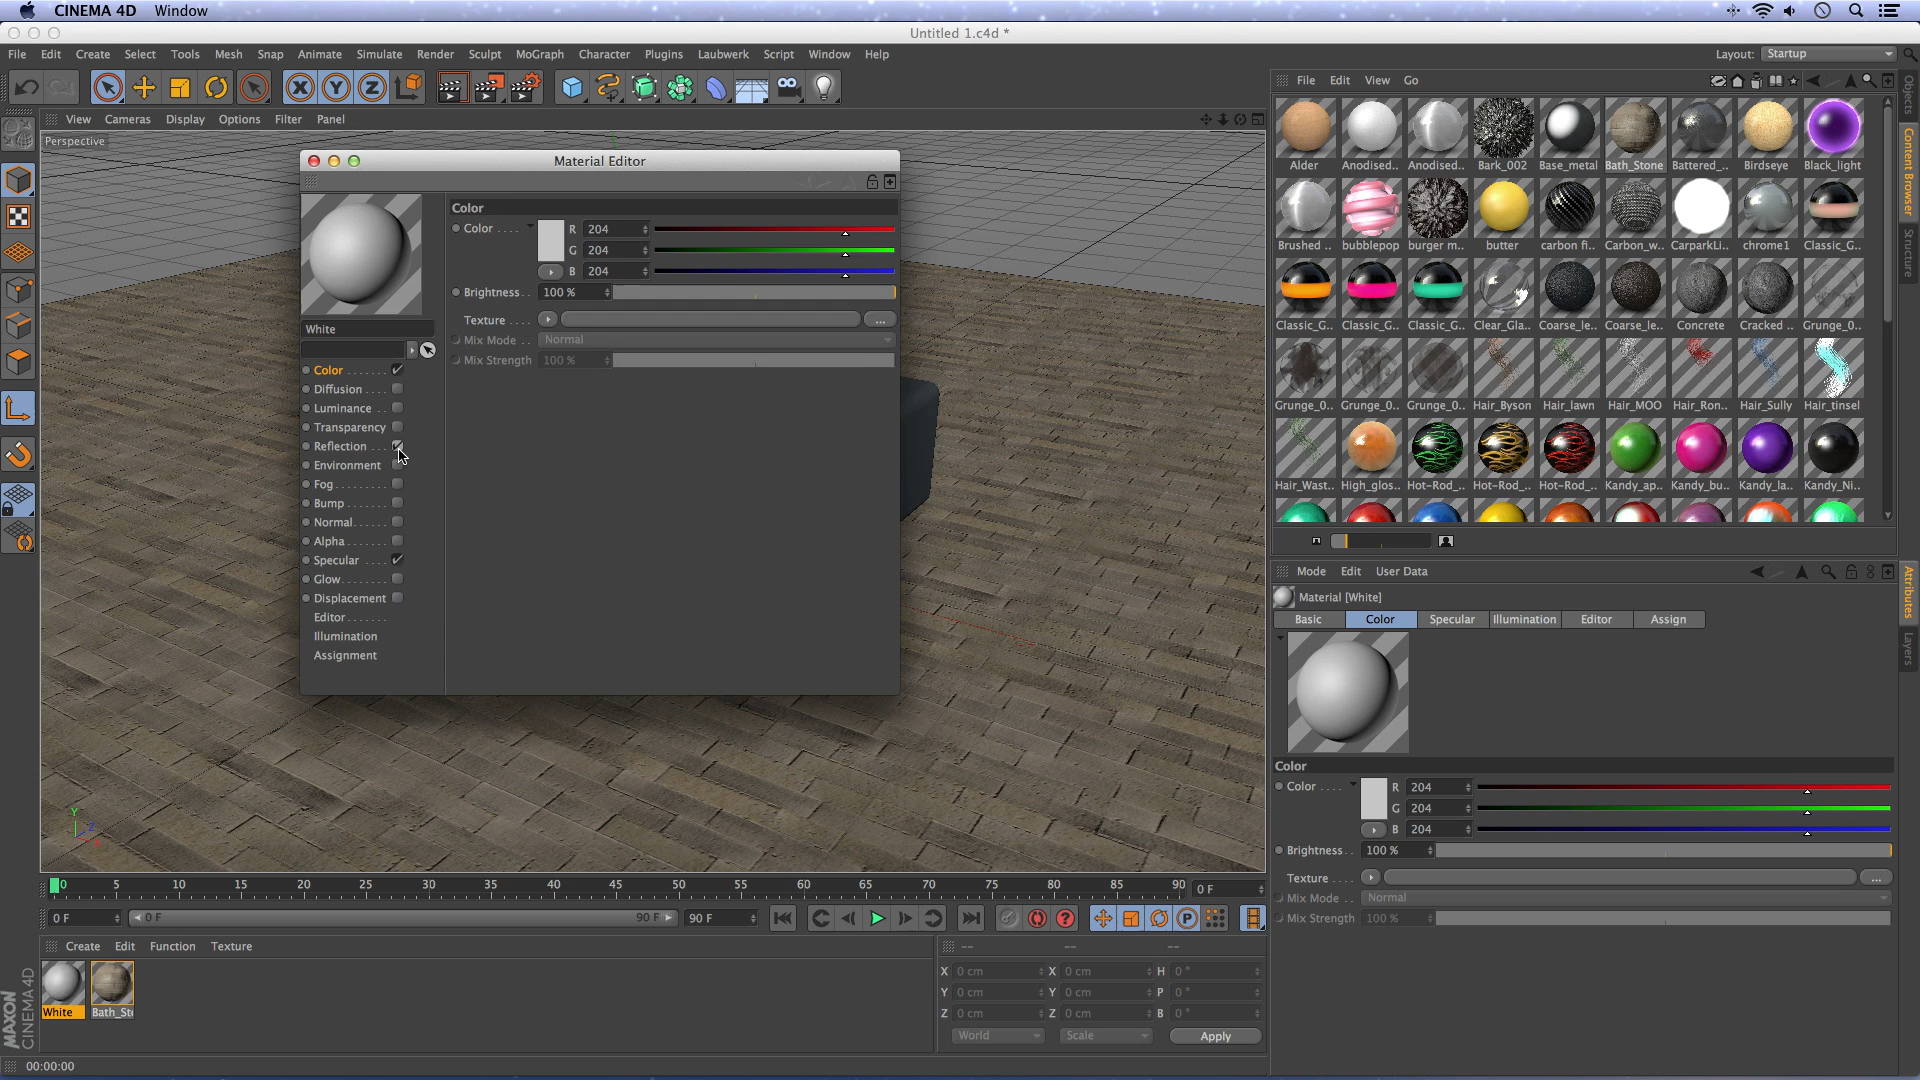 CINEMA 4D Window
Untitled 1.c4d *
File Edit Create Select Tools Mesh Snap Animate Simulate Render Sculpt MoGraph Character Plugins Laubwerk Script Window Help Layout: Startup
View Cameras Display Options Filter Panel
Perspective
Material Editor
Color
Color . . . . R 204
G 204
B 204
Brightness . . 100 %
Texture . . . . ...
Mix Mode . . Normal
Mix Strength 100 %
White
Color
Diffusion
Luminance
Transparency
Reflection
Environment
Fog
Bump
Normal
Alpha
Specular
Glow
Displacement
Editor
Illumination
Assignment
File Edit View Go
Alder Anodised.. Anodised.. Bark_002 Base_metal Bath_Stone Battered_.. Birdseye Black_light
Brushed .. bubblepop burger m.. butter carbon fi.. Carbon_w.. CarparkLi.. chrome1 Classic_G..
Classic_G.. Classic_G.. Classic_G.. Clear_Gla.. Coarse_le.. Coarse_le.. Concrete Cracked .. Grunge_0..
Grunge_0.. Grunge_0.. Grunge_0.. Hair_Byson Hair_lawn Hair_MOO Hair_Ron.. Hair_Sully Hair_tinsel
Hair_Wast.. High_glos.. Hot-Rod_.. Hot-Rod_.. Hot-Rod_.. Kandy_ap.. Kandy_bu.. Kandy_la.. Kandy_Ni..
Objects
Content Browser
Structure
Mode Edit User Data
Material [White]
Basic Color Specular Illumination Editor Assign
Color
Color . . . . R 204
G 204
B 204
Brightness . . 100 %
Texture . . . . ...
Mix Mode . . Normal
Mix Strength 100 %
Attributes
Layers
Y
Z
X
0 5 10 15 20 25 30 35 40 45 50 55 60 65 70 75 80 85 90 0 F
0 F 0 F 90 F 90 F
Create Edit Function Texture
White Bath_Sto
-- -- --
X 0 cm X 0 cm H 0 °
Y 0 cm Y 0 cm P 0 °
Z 0 cm Z 0 cm B 0 °
World Scale Apply
MAXON
CINEMA 4D
00:00:00